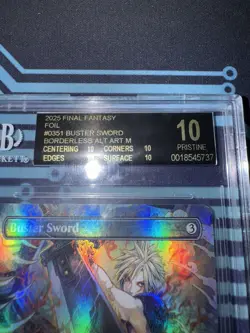 2025 FINAL FANTASY
FOIL
#0351 BUSTER SWORD
BORDERLESS ALT ART M
CENTERING 10 CORNERS 10
EDGES 10 SURFACE 10
10
PRISTINE
0018545737
Buster Sword 3